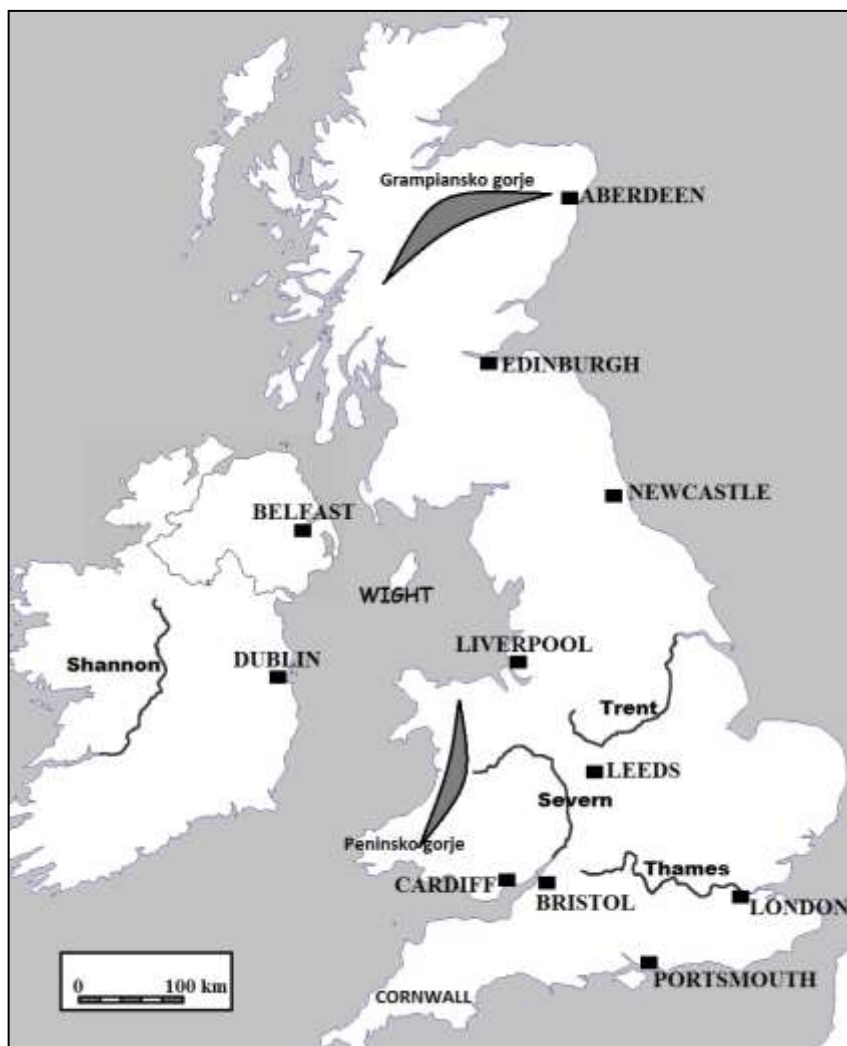 Grampiansko gorje
ABERDEEN
EDINBURGH
NEWCASTLE
BELFAST
WIGHT
LIVERPOOL
Shannon
DUBLIN
Trent
LEEDS
Severn
Peninsko gorje
Thames
CARDIFF
BRISTOL
LONDON
PORTSMOUTH
0 100 km
CORNWALL